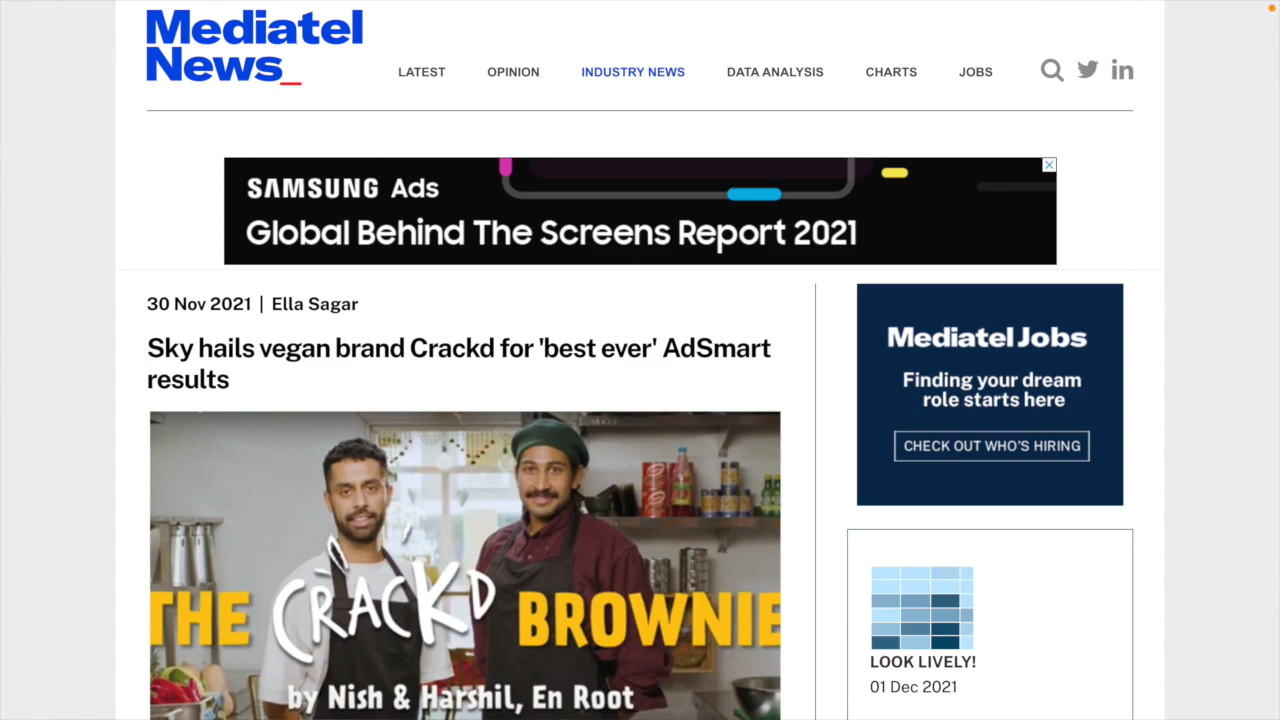 Mediatel
News_
LATEST
OPINION
INDUSTRY NEWS
DATA ANALYSIS
CHARTS
JOBS
SAMSUNG Ads
Global Behind The Screens Report 2021
30 Nov 2021 | Ella Sagar
Sky hails vegan brand Crackd for 'best ever' AdSmart
results
THE CRACKD BROWNIE
by Nish & Harshil, En Root
Mediatel Jobs
Finding your dream
role starts here
CHECK OUT WHO'S HIRING
LOOK LIVELY!
01 Dec 2021